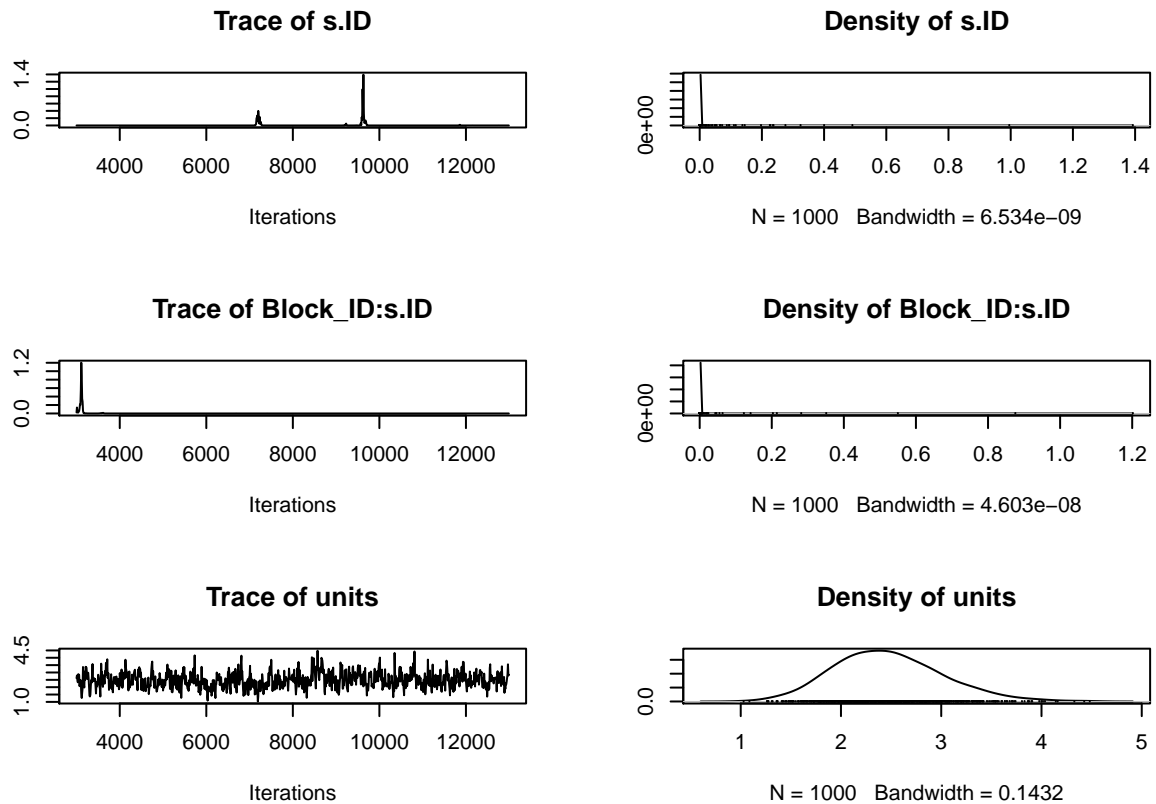 Trace of s.ID
0.0 1.4
4000 6000 8000 10000 12000
Iterations
Density of s.ID
0e+00
0.0 0.2 0.4 0.6 0.8 1.0 1.2 1.4
N = 1000 Bandwidth = 6.534e−09
Trace of Block_ID:s.ID
0.0 1.2
4000 6000 8000 10000 12000
Iterations
Density of Block_ID:s.ID
0e+00
0.0 0.2 0.4 0.6 0.8 1.0 1.2
N = 1000 Bandwidth = 4.603e−08
Trace of units
1.0 4.5
4000 6000 8000 10000 12000
Iterations
Density of units
0.0
1 2 3 4 5
N = 1000 Bandwidth = 0.1432